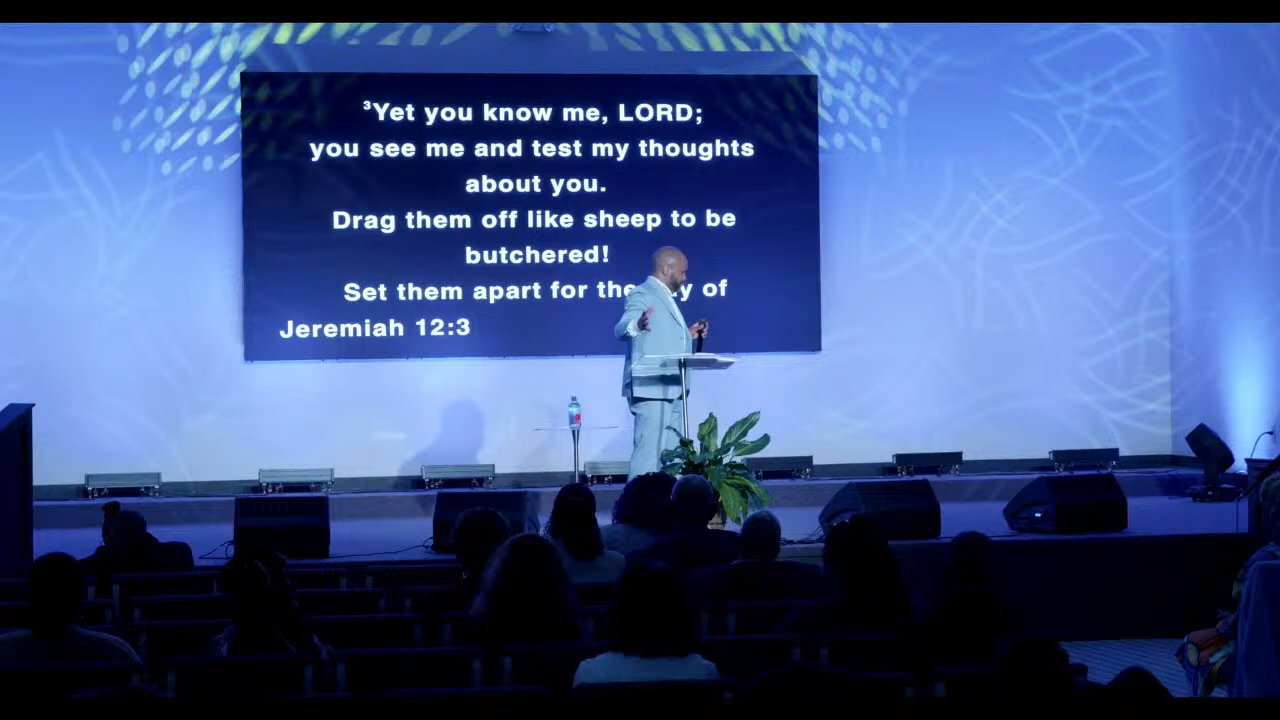 ³Yet you know me, LORD;
you see me and test my thoughts
about you.
Drag them off like sheep to be
butchered!
Set them apart for the of
Jeremiah 12:3